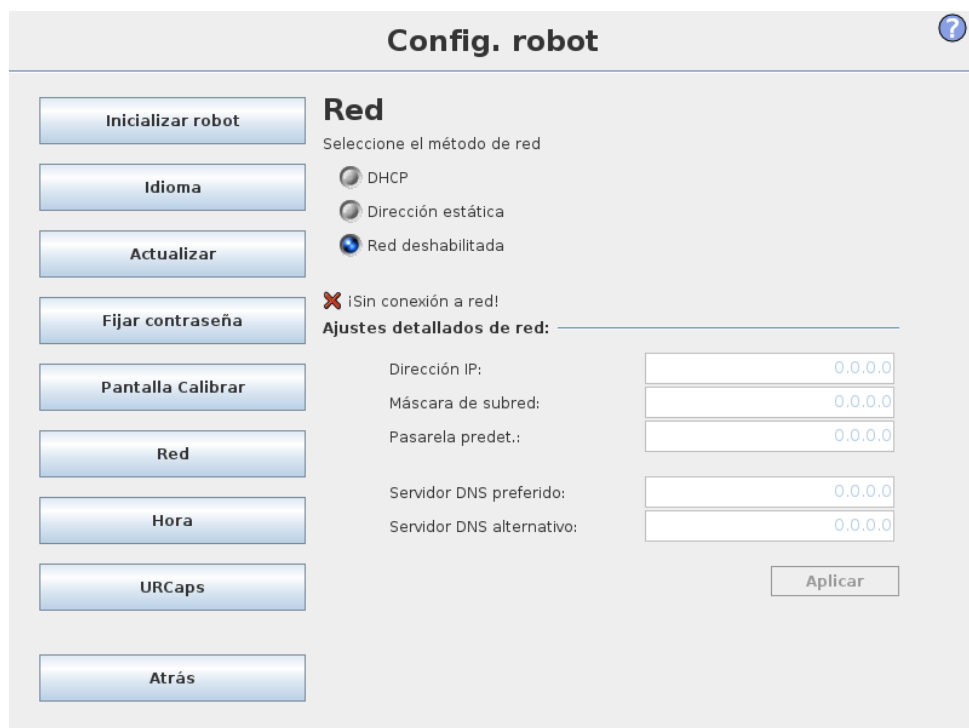 Config. robot
?
Inicializar robot
Idioma
Actualizar
Fijar contraseña
Pantalla Calibrar
Red
Hora
URCaps
Atrás
Red
Seleccione el método de red
DHCP
Dirección estática
Red deshabilitada
¡Sin conexión a red!
Ajustes detallados de red:
Dirección IP: 0.0.0.0
Máscara de subred: 0.0.0.0
Pasarela predet.: 0.0.0.0
Servidor DNS preferido: 0.0.0.0
Servidor DNS alternativo: 0.0.0.0
Aplicar